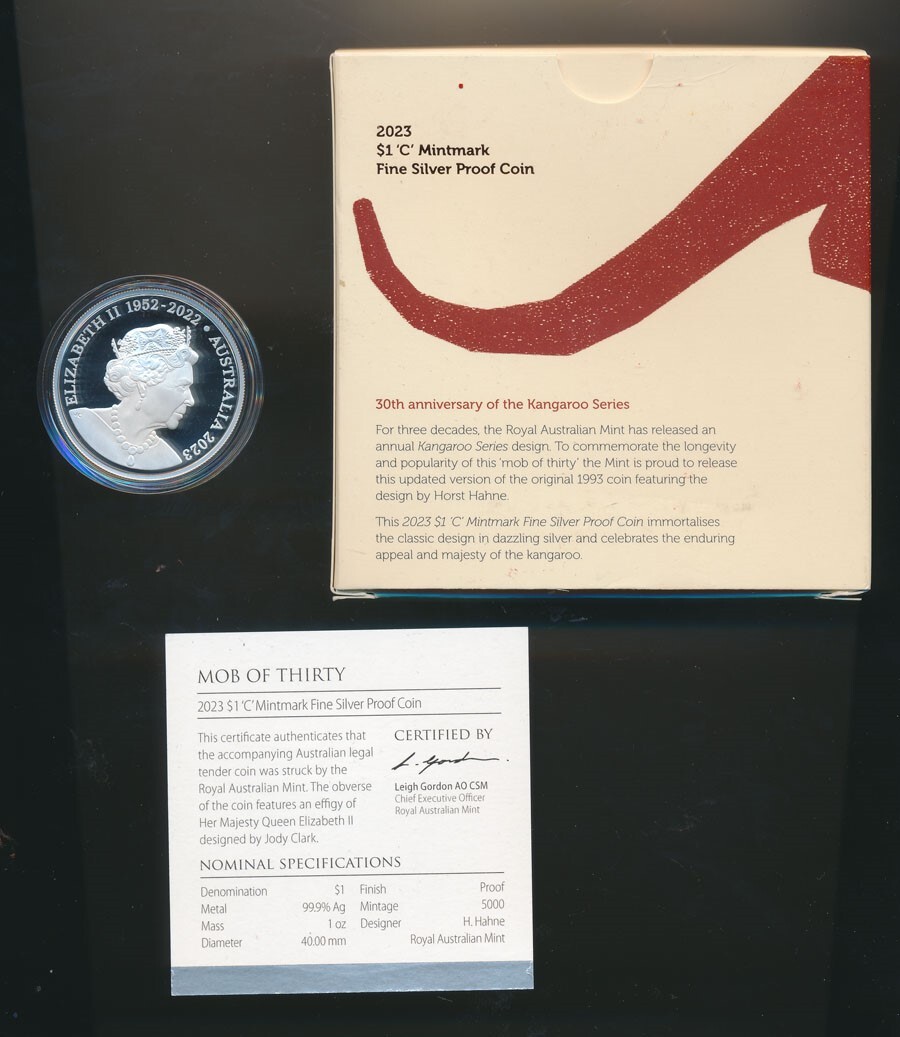 2023
$1 ‘C’ Mintmark
Fine Silver Proof Coin
ELIZABETH II 1952-2022 • AUSTRALIA 2023
30th anniversary of the Kangaroo Series
For three decades, the Royal Australian Mint has released an
annual Kangaroo Series design. To commemorate the longevity
and popularity of this ‘mob of thirty’ the Mint is proud to release
this updated version of the original 1993 coin featuring the
design by Horst Hahne.
This 2023 $1 ‘C’ Mintmark Fine Silver Proof Coin immortalises
the classic design in dazzling silver and celebrates the enduring
appeal and majesty of the kangaroo.
MOB OF THIRTY
2023 $1 ‘C’ Mintmark Fine Silver Proof Coin
This certificate authenticates that
the accompanying Australian legal
tender coin was struck by the
Royal Australian Mint. The obverse
of the coin features an effigy of
Her Majesty Queen Elizabeth II
designed by Jody Clark.
CERTIFIED BY
L. Gordon.
Leigh Gordon AO CSM
Chief Executive Officer
Royal Australian Mint
NOMINAL SPECIFICATIONS
Denomination $1 Finish Proof
Metal 99.9% Ag Mintage 5000
Mass 1 oz Designer H. Hahne
Diameter 40.00 mm Royal Australian Mint